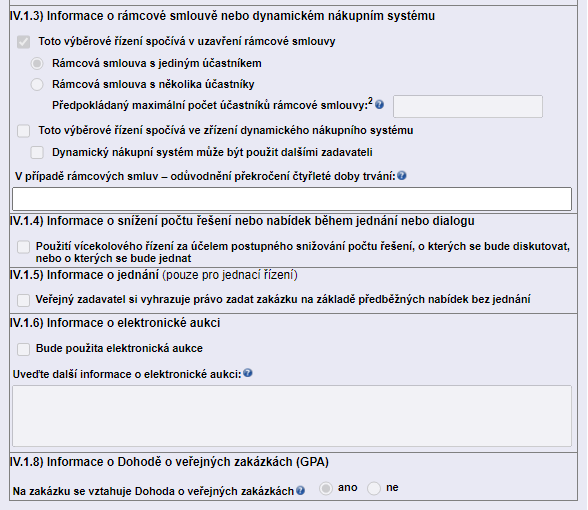 IV.1.3) Informace o rámcové smlouvě nebo dynamickém nákupním systému
Toto výběrové řízení spočívá v uzavření rámcové smlouvy
Rámcová smlouva s jediným účastníkem
Rámcová smlouva s několika účastníky
Předpokládaný maximální počet účastníků rámcové smlouvy:2 ?
Toto výběrové řízení spočívá ve zřízení dynamického nákupního systému
Dynamický nákupní systém může být použit dalšími zadavateli
V případě rámcových smluv – odůvodnění překročení čtyřleté doby trvání: ?
IV.1.4) Informace o snížení počtu řešení nebo nabídek během jednání nebo dialogu
Použití vícekolového řízení za účelem postupného snižování počtu řešení, o kterých se bude diskutovat,
nebo o kterých se bude jednat
IV.1.5) Informace o jednání (pouze pro jednací řízení)
Veřejný zadavatel si vyhrazuje právo zadat zakázku na základě předběžných nabídek bez jednání
IV.1.6) Informace o elektronické aukci
Bude použita elektronická aukce
Uveďte další informace o elektronické aukci: ?
IV.1.8) Informace o Dohodě o veřejných zakázkách (GPA)
Na zakázku se vztahuje Dohoda o veřejných zakázkách ? ano ne